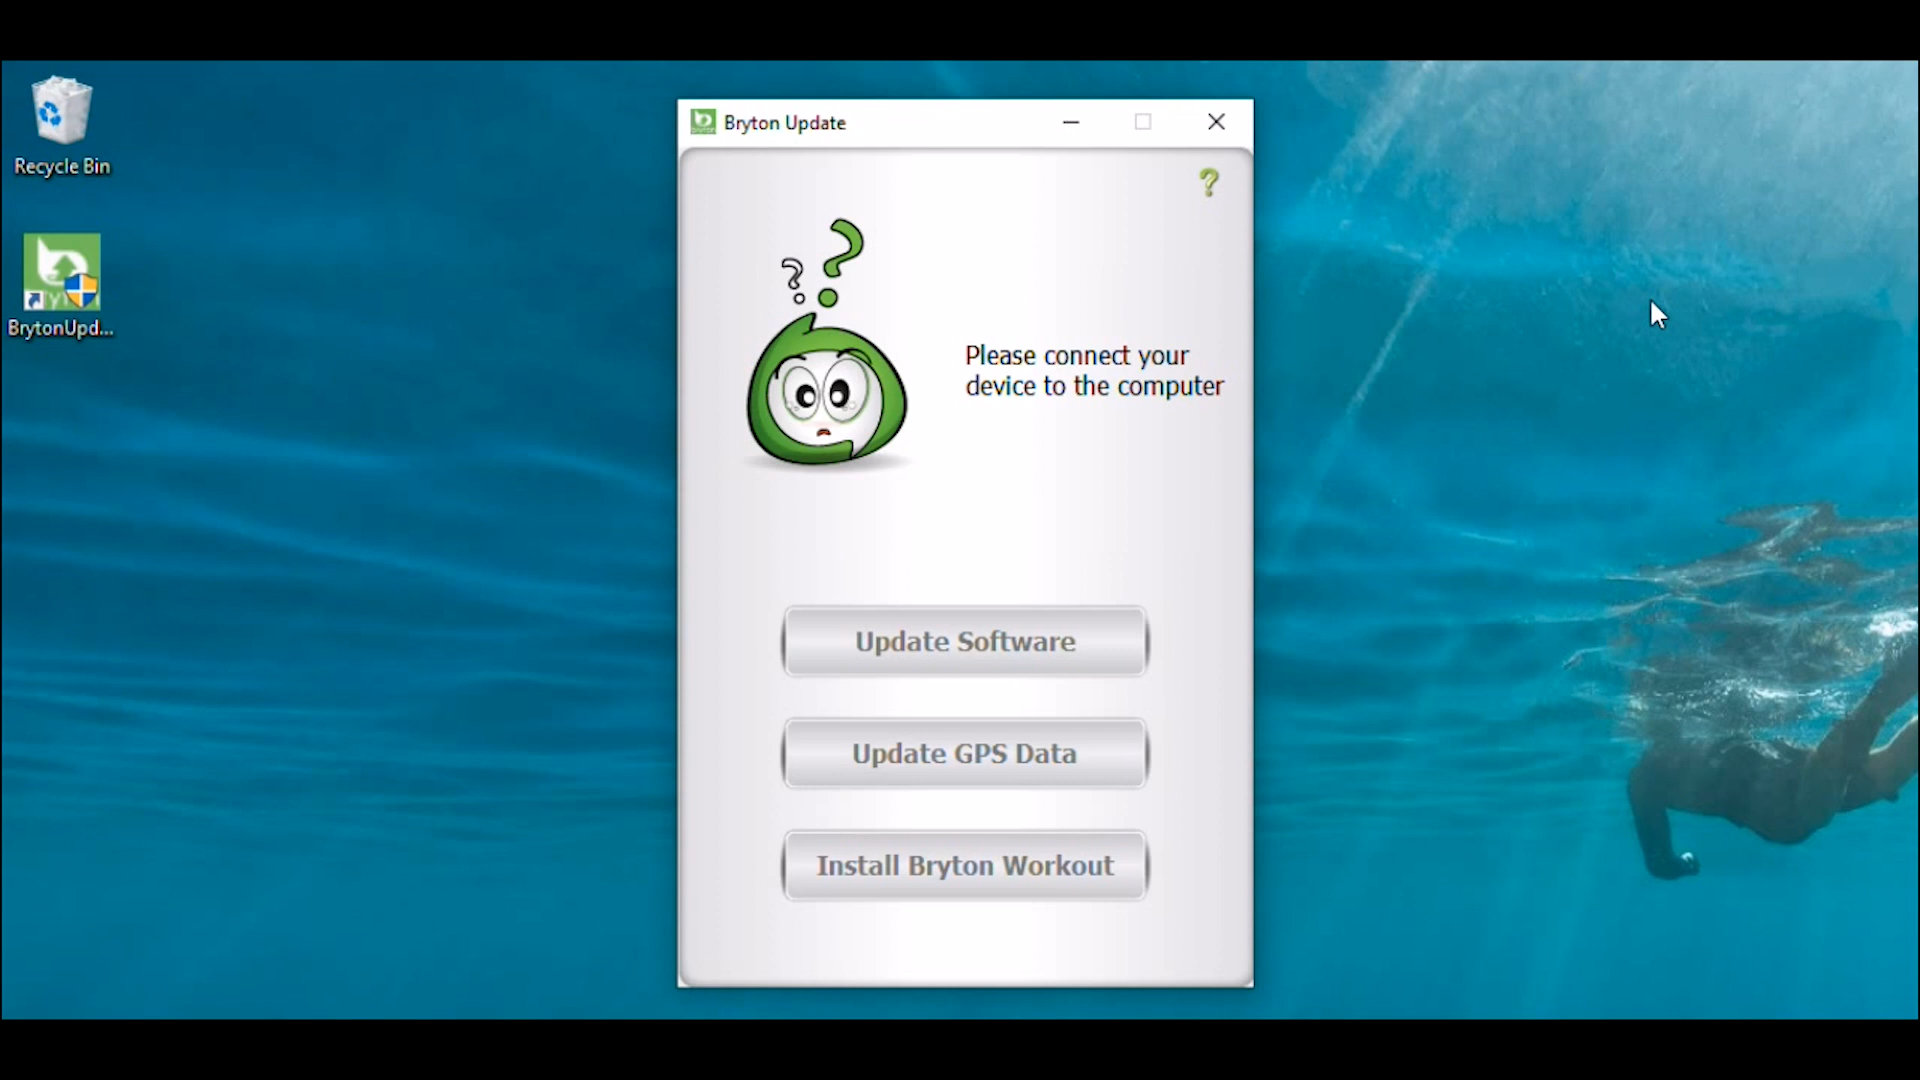 Recycle Bin
BrytonUpd...
Bryton Update
?
? ?
Please connect your
device to the computer
Update Software
Update GPS Data
Install Bryton Workout